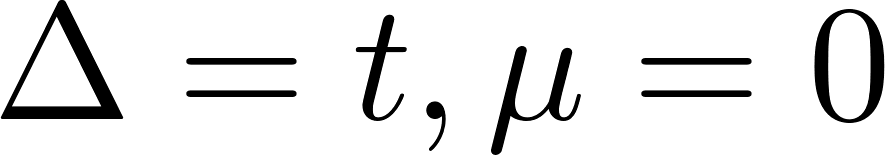 Δ = t, μ = 0